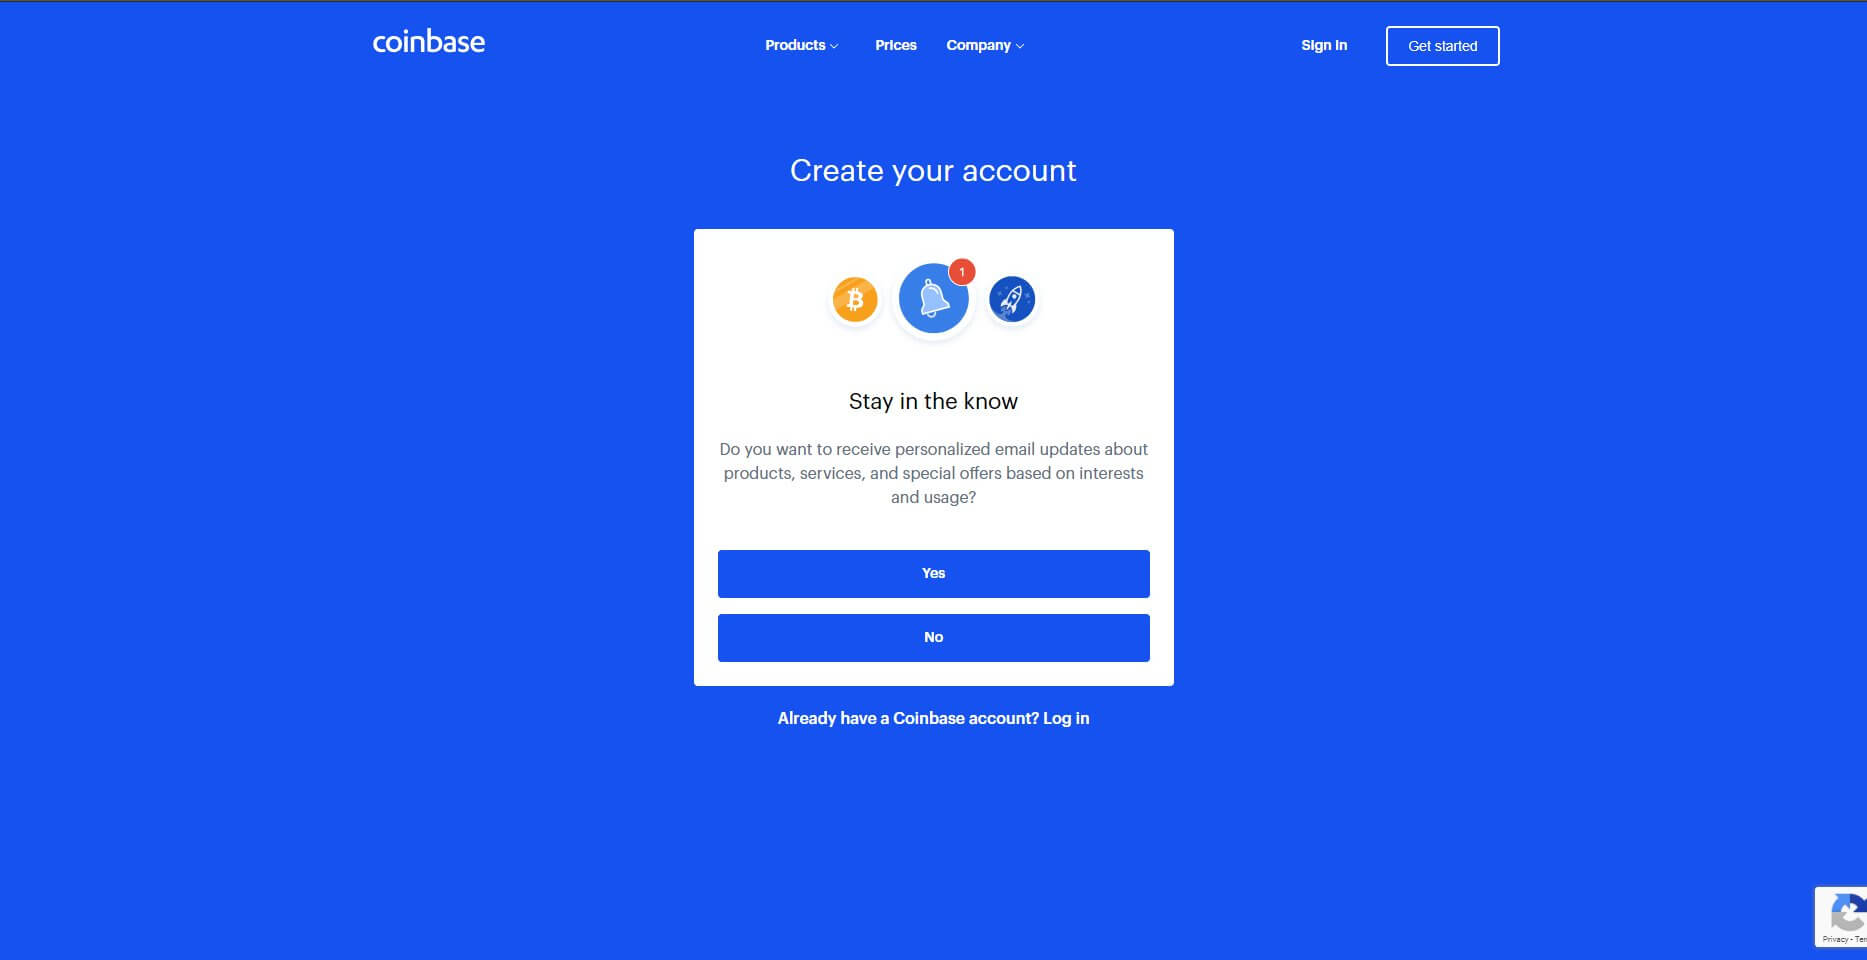 coinbase
Products
Prices
Company
Sign in
Get started
Create your account
1
Stay in the know
Do you want to receive personalized email updates about
products, services, and special offers based on interests
and usage?
Yes
No
Already have a Coinbase account? Log in
Privacy - Ter